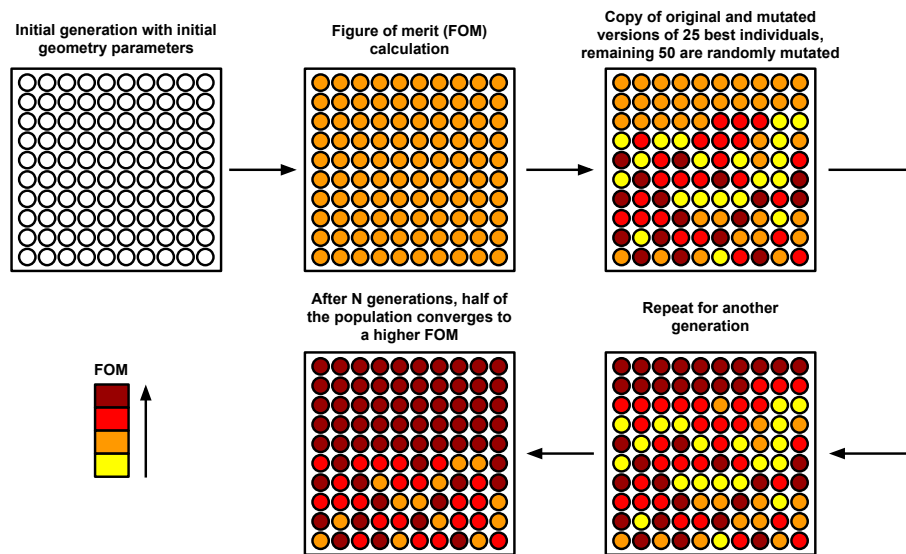 Initial generation with initial
geometry parameters
Figure of merit (FOM)
calculation
Copy of original and mutated
versions of 25 best individuals,
remaining 50 are randomly mutated
After N generations, half of
the population converges to
a higher FOM
Repeat for another
generation
FOM